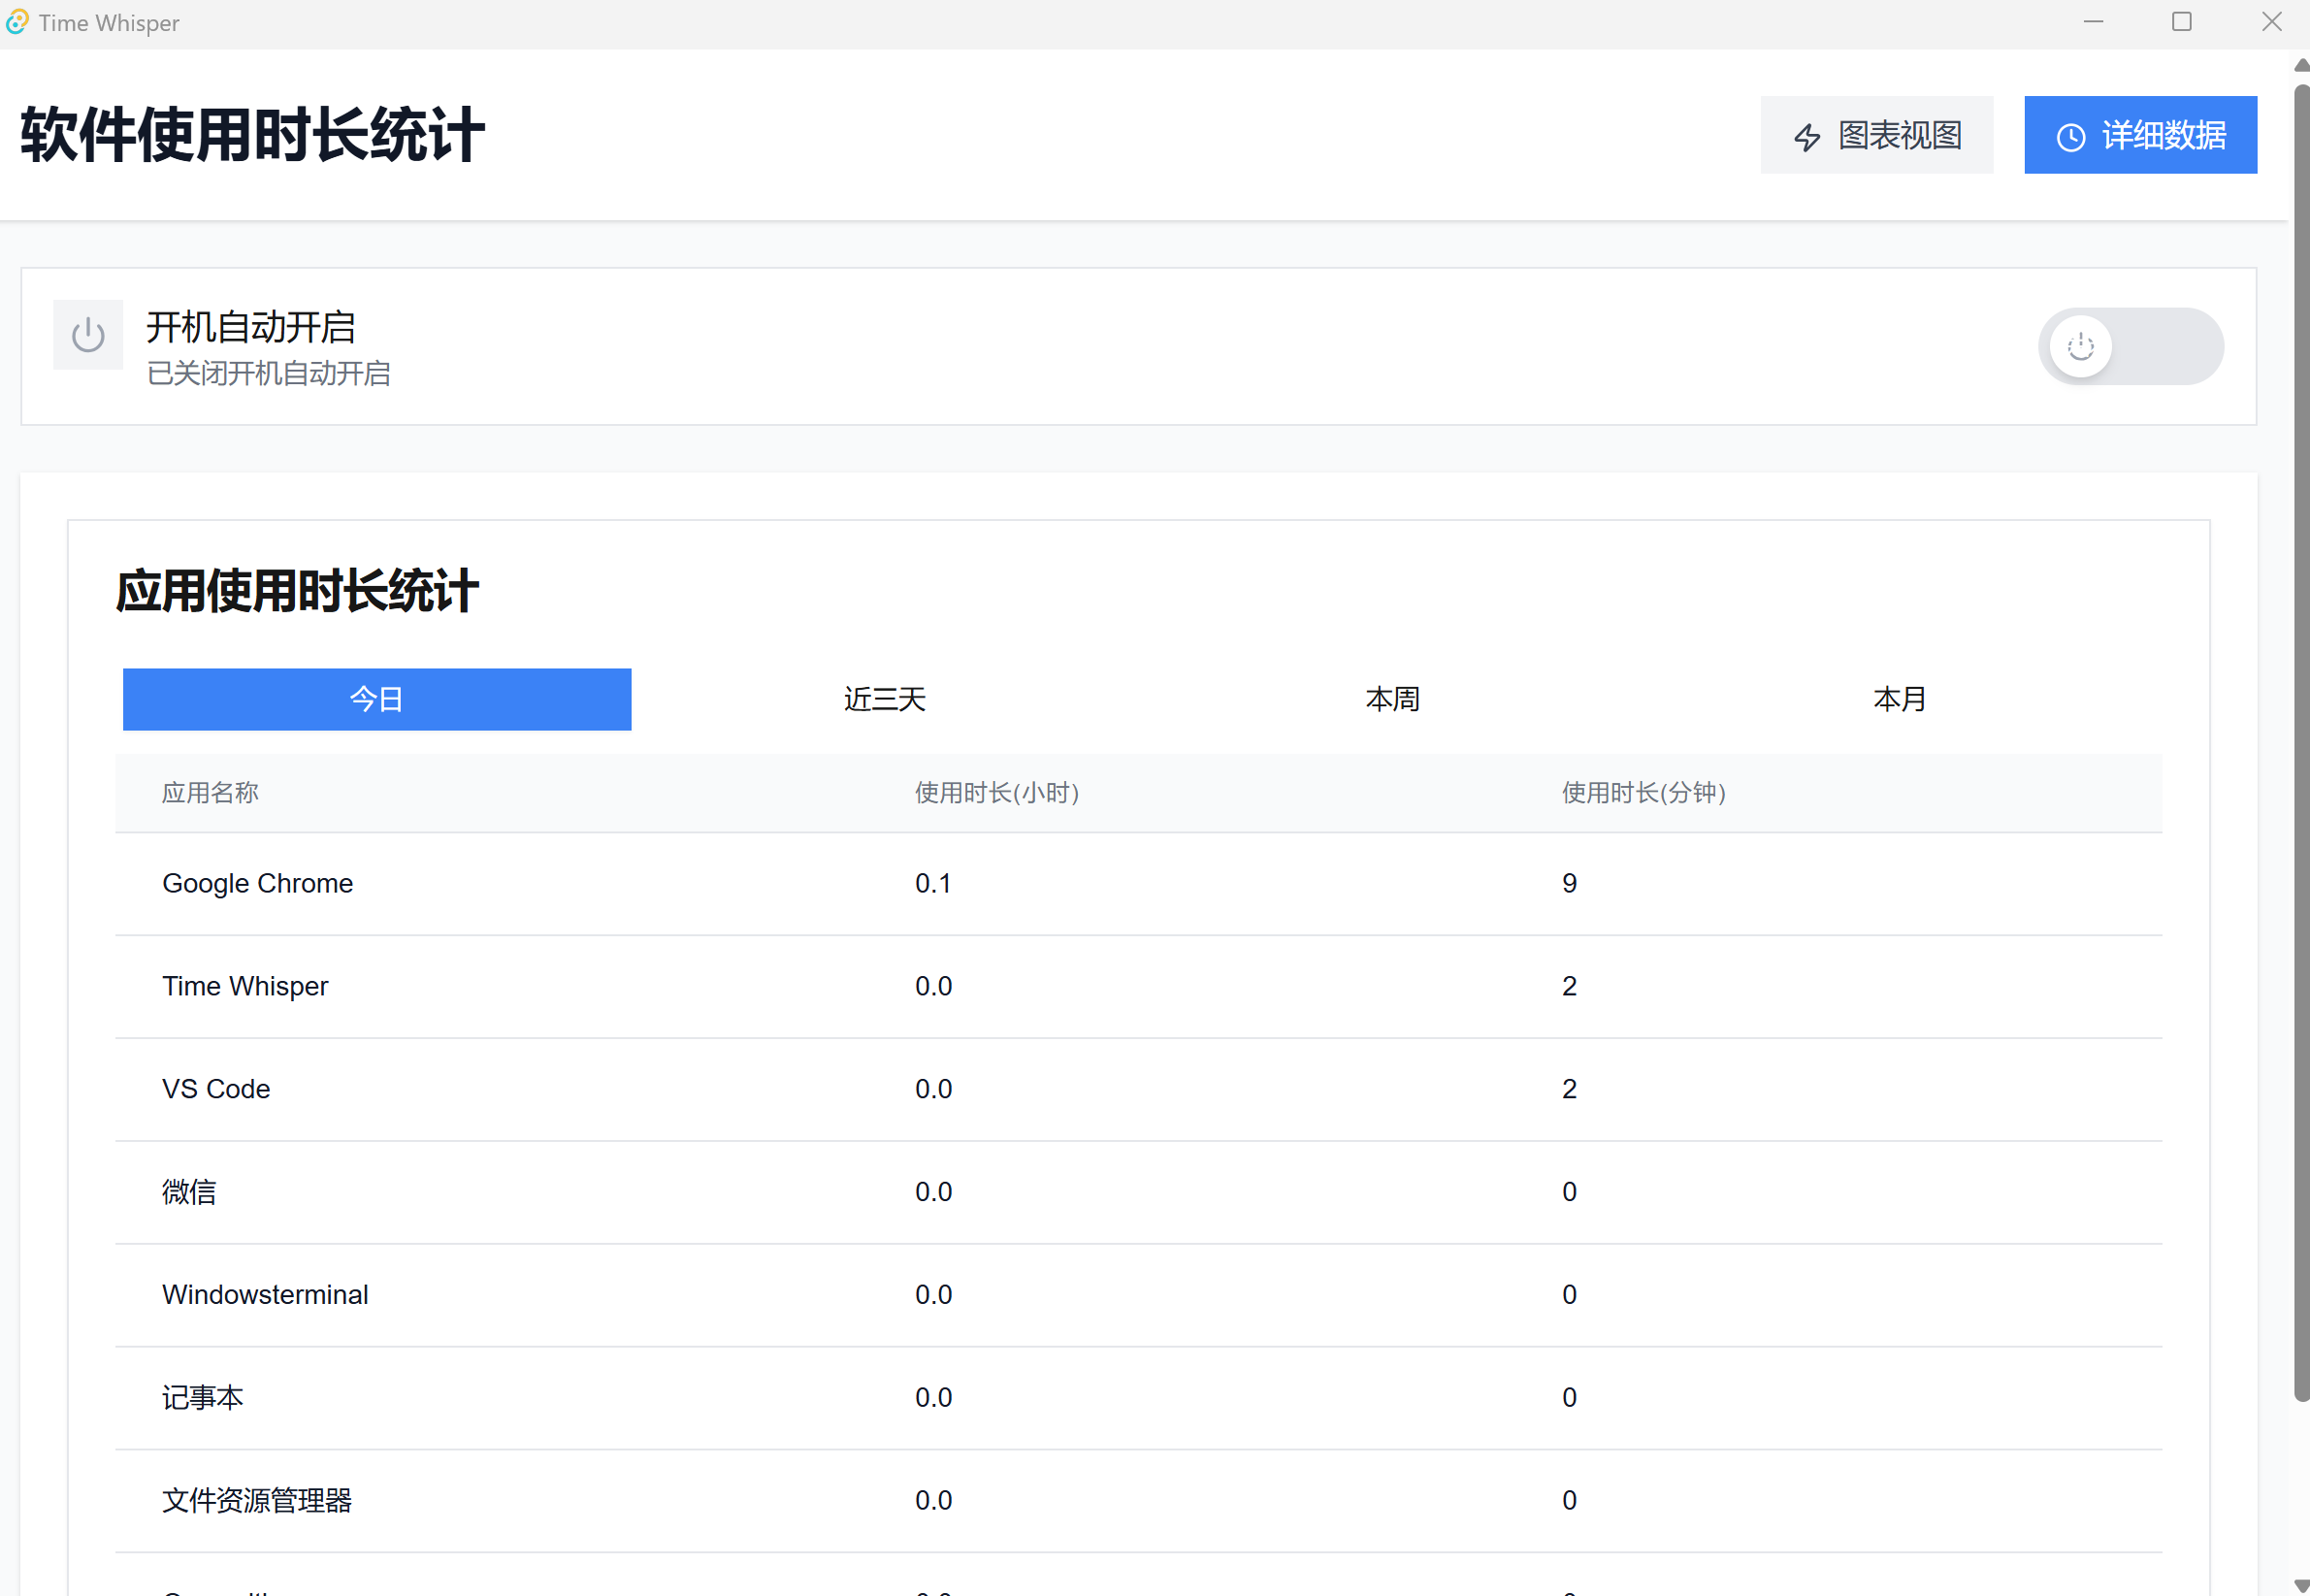 Time Whisper
软件使用时长统计
图表视图
详细数据
开机自动开启
已关闭开机自动开启
应用使用时长统计
今日 近三天 本周 本月
应用名称 使用时长(小时) 使用时长(分钟)
Google Chrome 0.1 9
Time Whisper 0.0 2
VS Code 0.0 2
微信 0.0 0
Windowsterminal 0.0 0
记事本 0.0 0
文件资源管理器 0.0 0